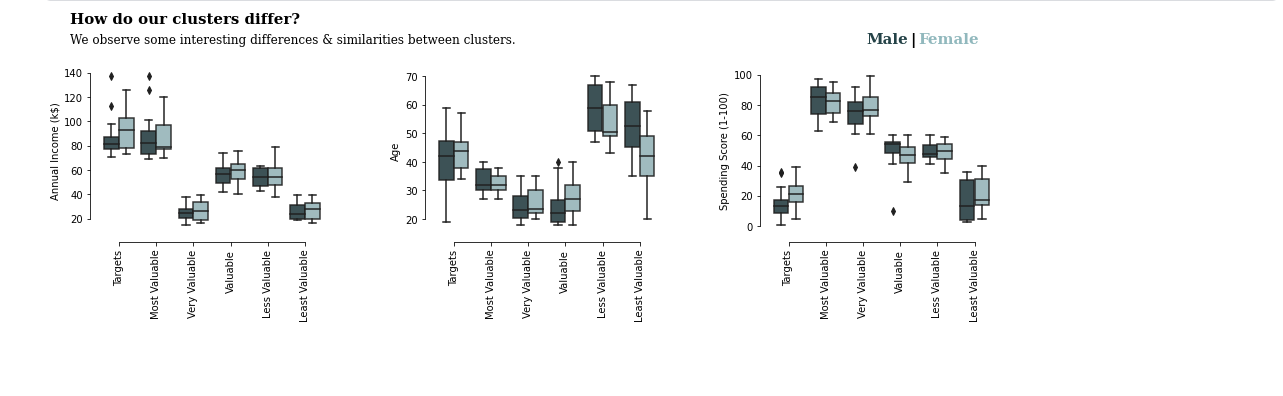 How do our clusters differ?
We observe some interesting differences & similarities between clusters.
Male | Female
Annual Income (k$)
140
120
100
80
60
40
20
Targets
Most Valuable
Very Valuable
Valuable
Less Valuable
Least Valuable
Age
70
60
50
40
30
20
Targets
Most Valuable
Very Valuable
Valuable
Less Valuable
Least Valuable
Spending Score (1-100)
100
80
60
40
20
0
Targets
Most Valuable
Very Valuable
Valuable
Less Valuable
Least Valuable